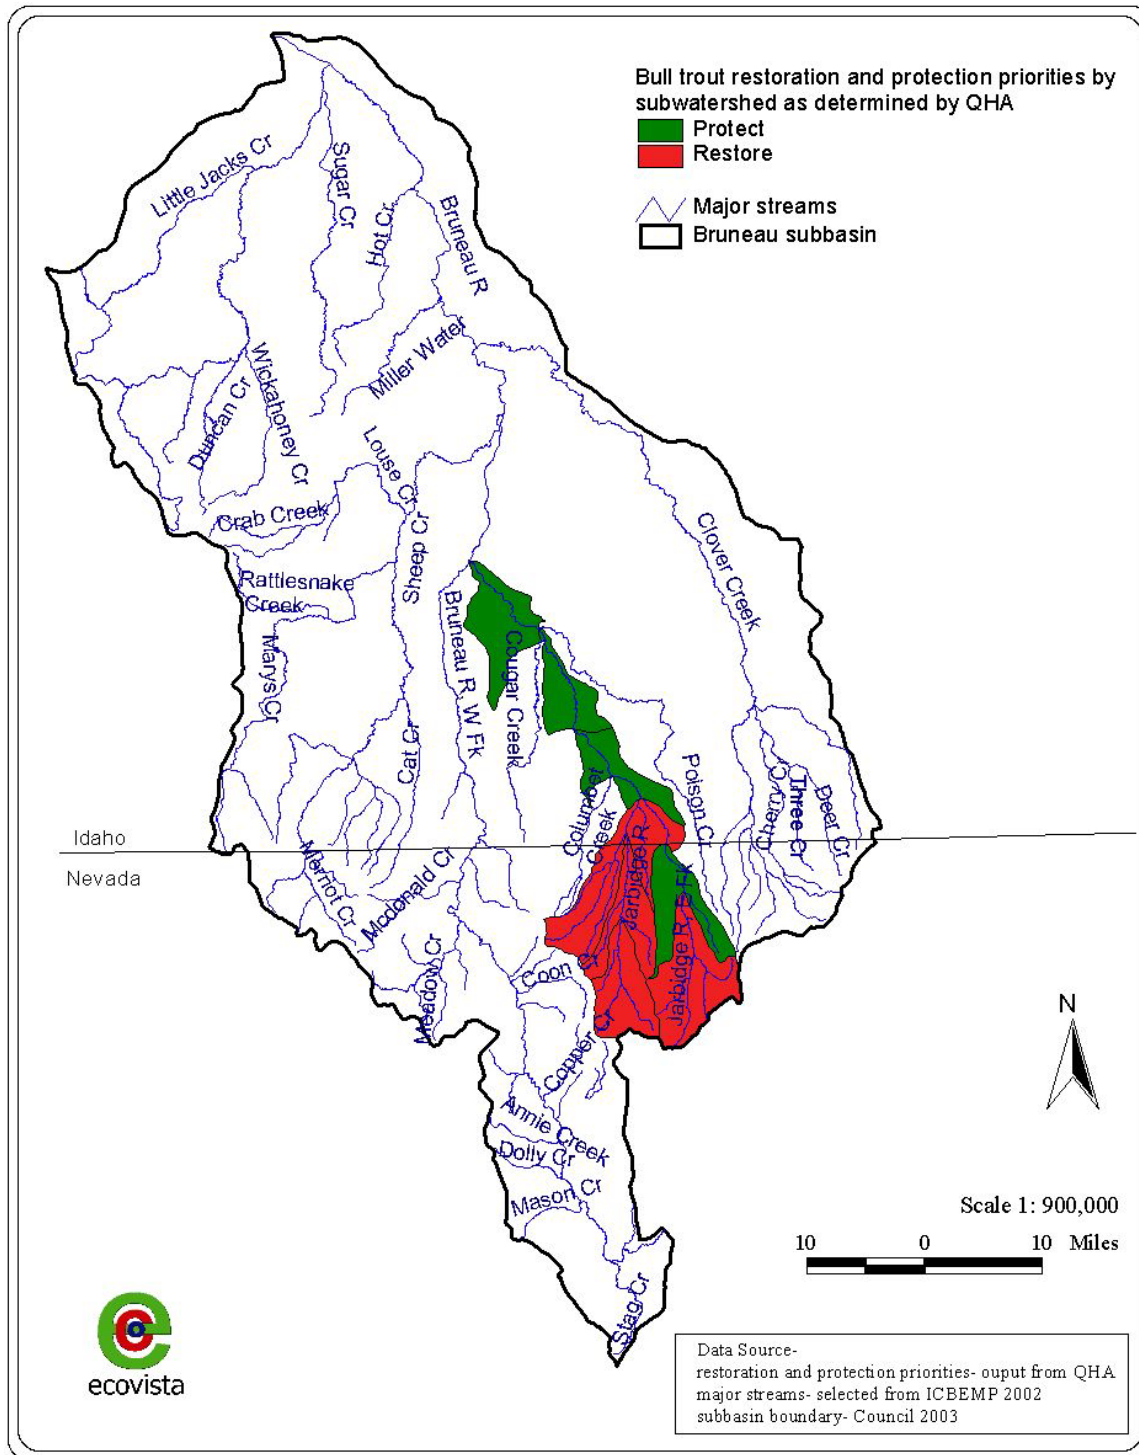 Bull trout restoration and protection priorities by
subwatershed as determined by QHA
Protect
Restore
Major streams
Bruneau subbasin
Little Jacks Cr
Sugar Cr
Hot Cr
Bruneau R
Miller Water
Wickahoney Cr
Duncan Cr
Louse Cr
Crab Creek
Sheep Cr
Clover Creek
Rattlesnake
Creek
Bruneau R. W Fk
Cougar Creek
Marys Cr
Cat Cr
Columbet
Creek
Poison Cr
Cherry Cr
Three Cr
Deer Cr
Idaho
Nevada
Merriot Cr
Mcdonald Cr
Jarbidge R
Jarbidge R. E Fk
Meadow Cr
Coon Cr
Copper Cr
Annie Creek
Dolly Cr
Mason Cr
Stag Cr
N
Scale 1: 900,000
10 0 10 Miles
e
ecovista
Data Source-
restoration and protection priorities- ouput from QHA
major streams- selected from ICBEMP 2002
subbasin boundary- Council 2003